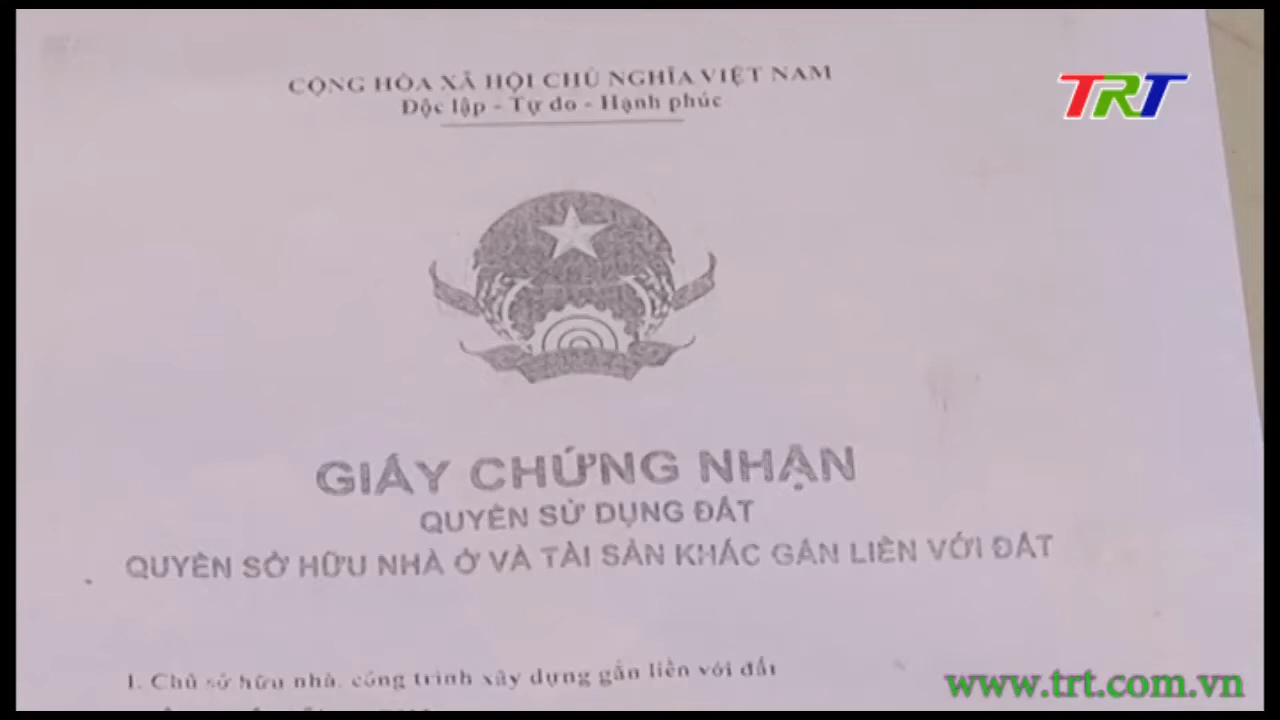 CỘNG HÒA XÃ HỘI CHỦ NGHĨA VIỆT NAM
Độc lập - Tự do - Hạnh phúc
TRT
GIẤY CHỨNG NHẬN
QUYỀN SỬ DỤNG ĐẤT
QUYỀN SỞ HỮU NHÀ Ở VÀ TÀI SẢN KHÁC GẮN LIỀN VỚI ĐẤT
I. Chủ sở hữu nhà, công trình xây dựng gắn liền với đất
www.trt.com.vn